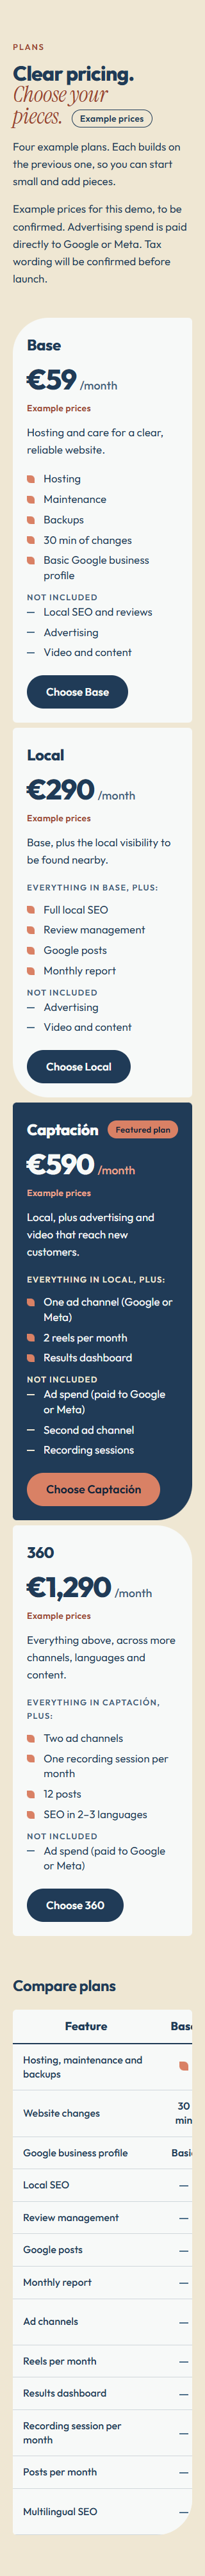 PLANS
Clear pricing.
Choose your
pieces. Example prices
Four example plans. Each builds on
the previous one, so you can start
small and add pieces.
Example prices for this demo, to be
confirmed. Advertising spend is paid
directly to Google or Meta. Tax
wording will be confirmed before
launch.
Base
€59 /month
Example prices
Hosting and care for a clear,
reliable website.
Hosting
Maintenance
Backups
30 min of changes
Basic Google business
profile
NOT INCLUDED
— Local SEO and reviews
— Advertising
— Video and content
Choose Base
Local
€290 /month
Example prices
Base, plus the local visibility to
be found nearby.
EVERYTHING IN BASE, PLUS:
Full local SEO
Review management
Google posts
Monthly report
NOT INCLUDED
— Advertising
— Video and content
Choose Local
Captación Featured plan
€590 /month
Example prices
Local, plus advertising and
video that reach new
customers.
EVERYTHING IN LOCAL, PLUS:
One ad channel (Google or
Meta)
2 reels per month
Results dashboard
NOT INCLUDED
— Ad spend (paid to Google
or Meta)
— Second ad channel
— Recording sessions
Choose Captación
360
€1,290 /month
Example prices
Everything above, across more
channels, languages and
content.
EVERYTHING IN CAPTACIÓN,
PLUS:
Two ad channels
One recording session per
month
12 posts
SEO in 2–3 languages
NOT INCLUDED
— Ad spend (paid to Google
or Meta)
Choose 360
Compare plans
Feature Base
Hosting, maintenance and
backups
Website changes 30
min
Google business profile Basic
Local SEO —
Review management —
Google posts —
Monthly report —
Ad channels —
Reels per month —
Results dashboard —
Recording session per
month —
Posts per month —
Multilingual SEO —